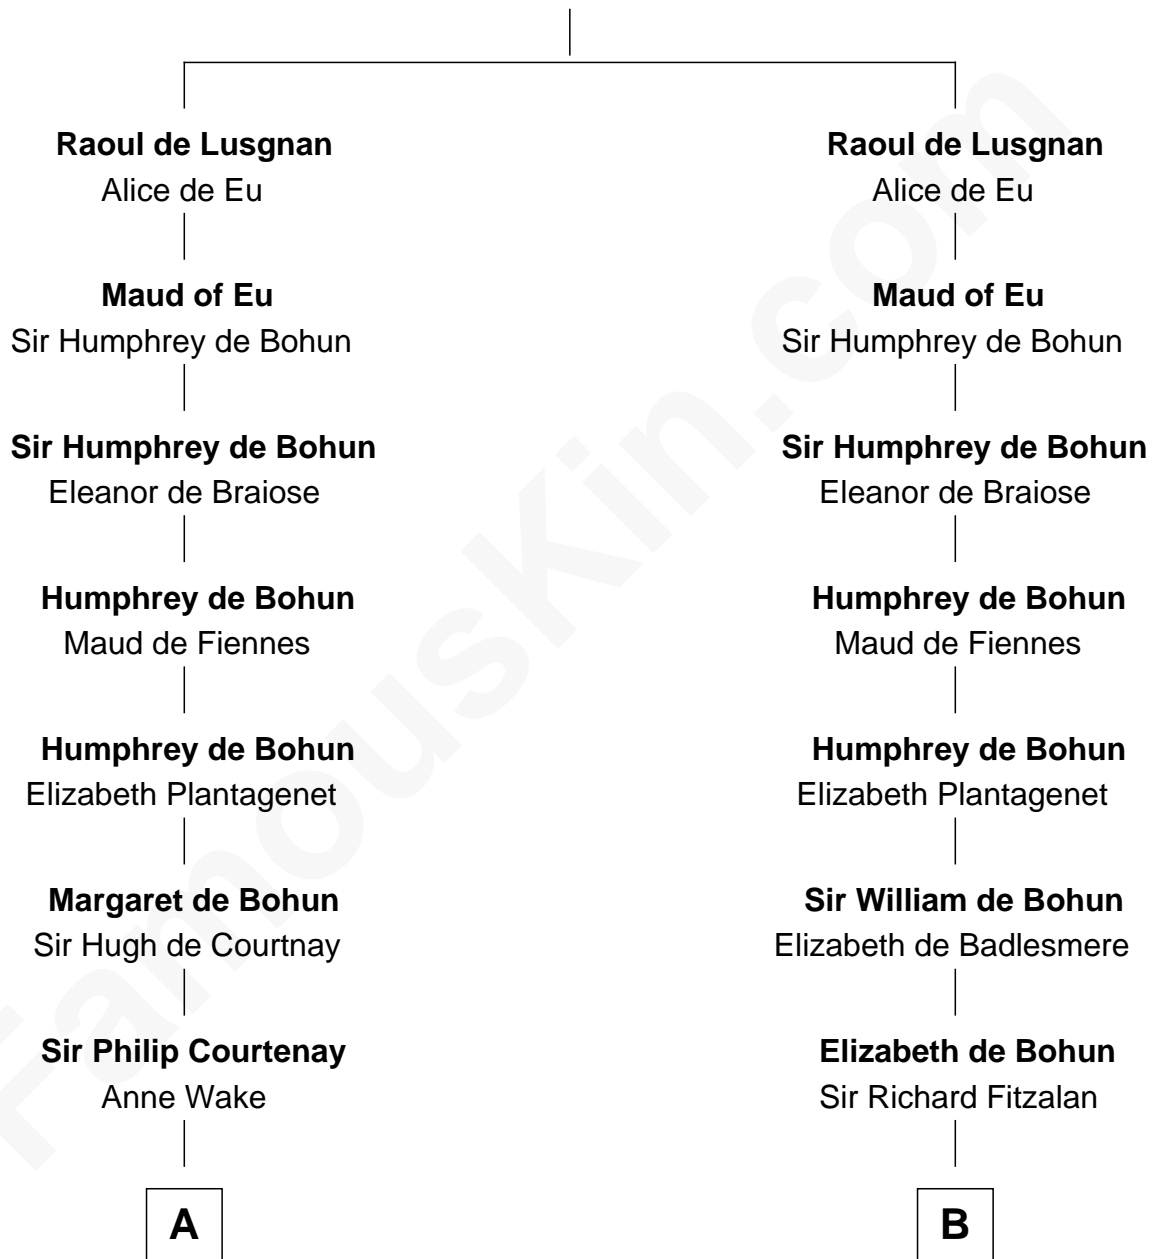 Raoul de Lusgnan
Alice de Eu
Maud of Eu
Sir Humphrey de Bohun
Sir Humphrey de Bohun
Eleanor de Braiose
Humphrey de Bohun
Maud de Fiennes
Humphrey de Bohun
Elizabeth Plantagenet
Margaret de Bohun
Sir Hugh de Courtnay
Sir Philip Courtenay
Anne Wake
A
Raoul de Lusgnan
Alice de Eu
Maud of Eu
Sir Humphrey de Bohun
Sir Humphrey de Bohun
Eleanor de Braiose
Humphrey de Bohun
Maud de Fiennes
Humphrey de Bohun
Elizabeth Plantagenet
Sir William de Bohun
Elizabeth de Badlesmere
Elizabeth de Bohun
Sir Richard Fitzalan
B
FamousKin.com